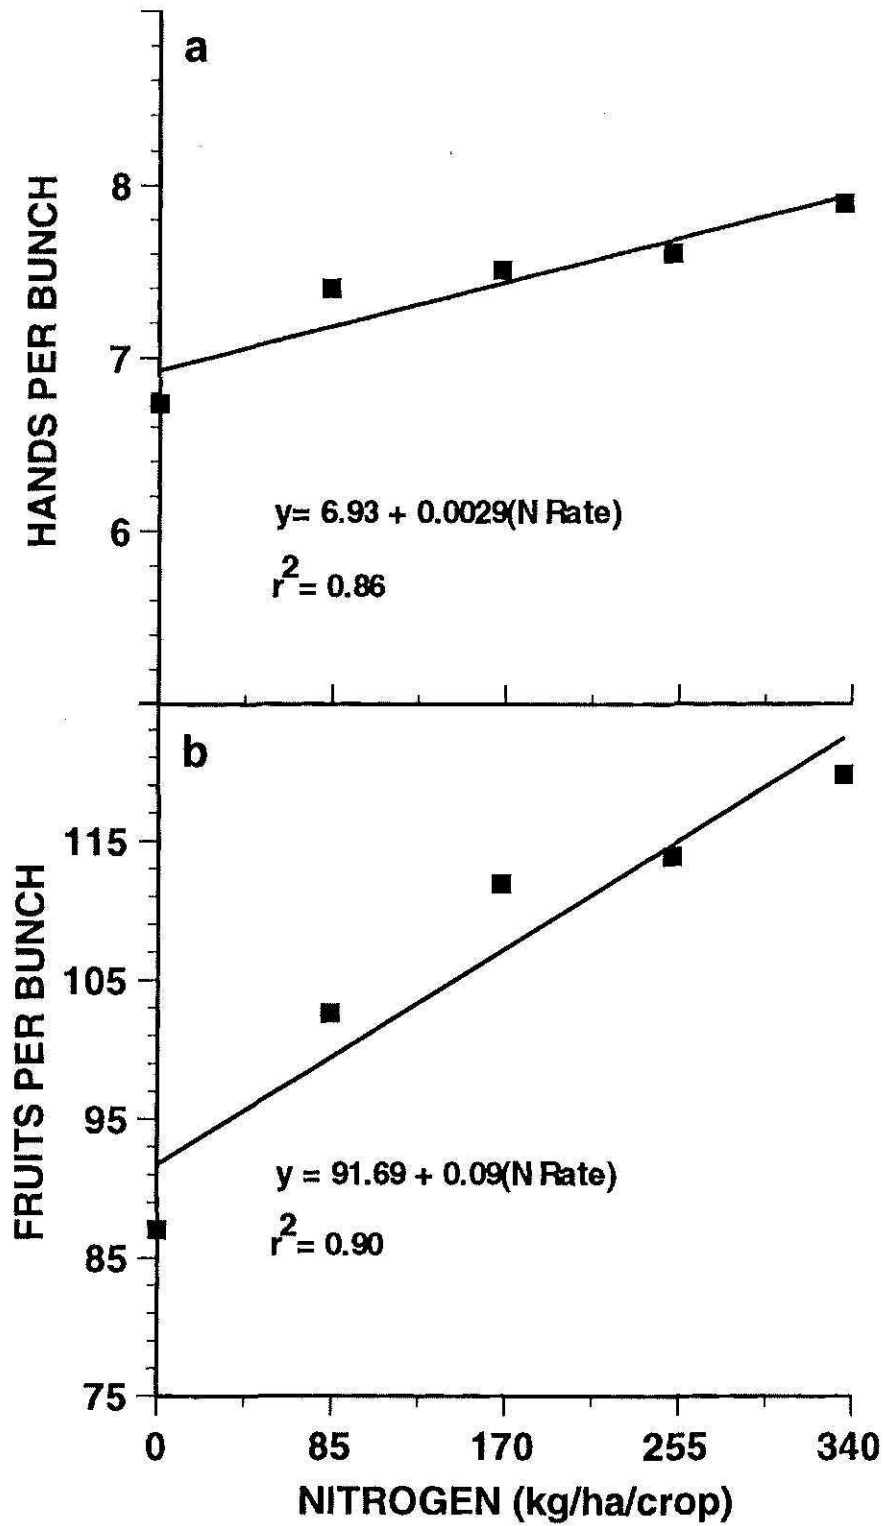 a
8
7
6
HANDS PER BUNCH
y= 6.93 + 0.0029(N Rate)
r²= 0.86
b
115
105
95
85
75
FRUITS PER BUNCH
y = 91.69 + 0.09(N Rate)
r²= 0.90
0 85 170 255 340
NITROGEN (kg/ha/crop)